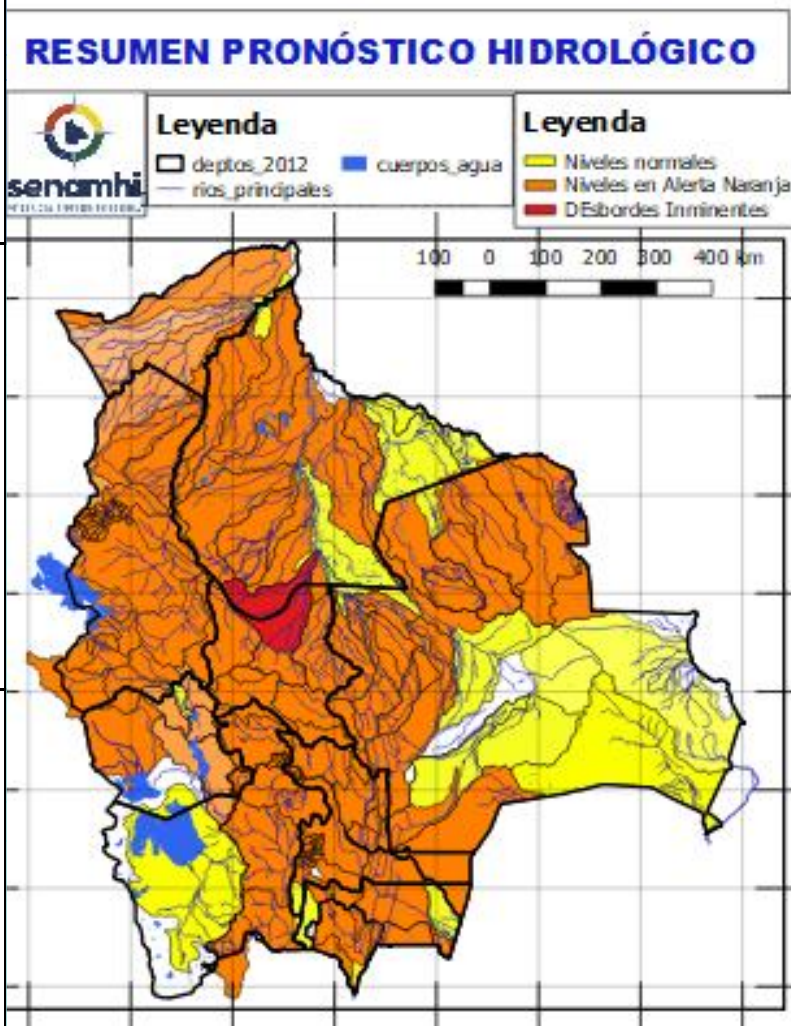 RESUMEN PRONÓSTICO HIDROLÓGICO
senamhi
Leyenda
deptos_2012
cuerpos_agua
rios_principales
Leyenda
Niveles normales
Niveles en Alerta Naranja
DEsbordes Inminentes
100 0 100 200 300 400 km